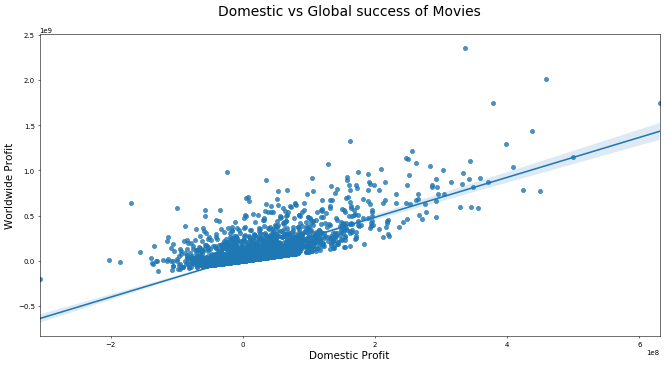 Domestic vs Global success of Movies
1e9
2.5
2.0
1.5
1.0
0.5
0.0
−0.5
Worldwide Profit
−2
0
2
4
6
1e8
Domestic Profit